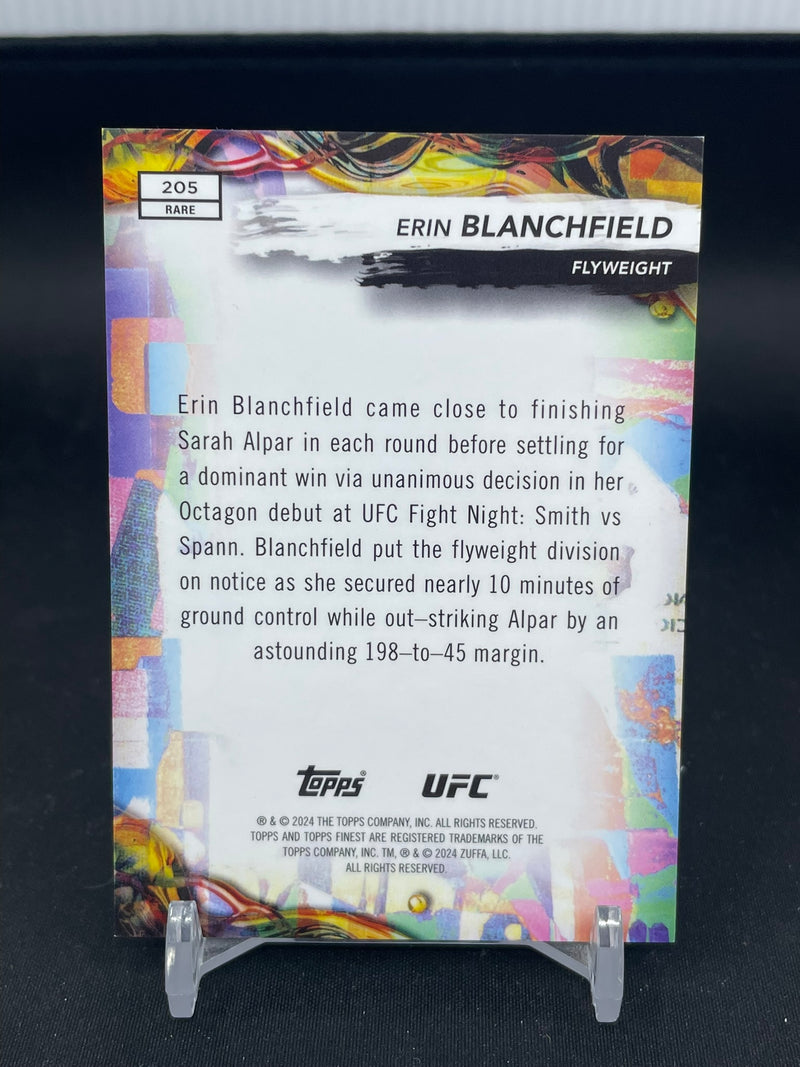 205
RARE
ERIN BLANCHFIELD
FLYWEIGHT
Erin Blanchfield came close to finishing
Sarah Alpar in each round before settling for
a dominant win via unanimous decision in her
Octagon debut at UFC Fight Night: Smith vs
Spann. Blanchfield put the flyweight division
on notice as she secured nearly 10 minutes of
ground control while out–striking Alpar by an
astounding 198–to–45 margin.
topps® UFC®
® & © 2024 THE TOPPS COMPANY, INC. ALL RIGHTS RESERVED.
TOPPS AND TOPPS FINEST ARE REGISTERED TRADEMARKS OF THE
TOPPS COMPANY, INC. TM, ® & © 2024 ZUFFA, LLC.
ALL RIGHTS RESERVED.